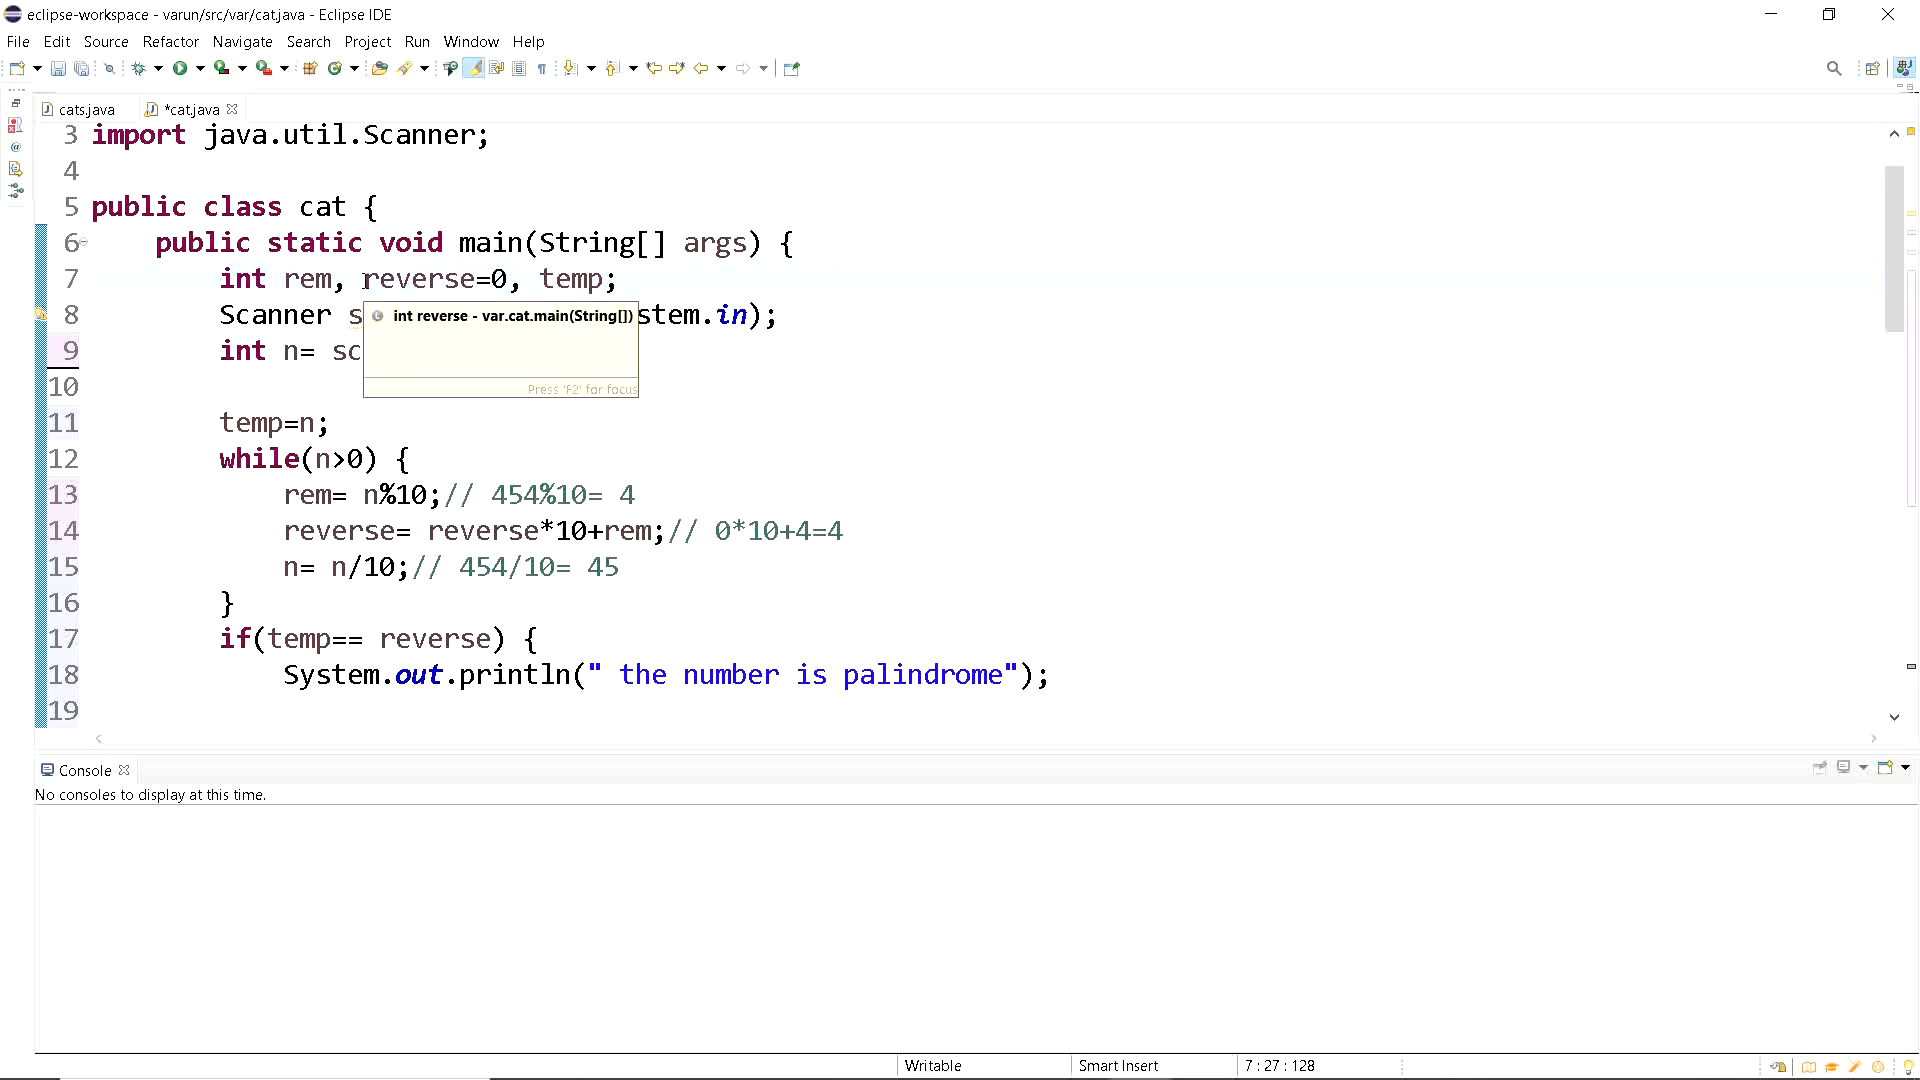 eclipse-workspace - varun/src/var/cat.java - Eclipse IDE
File Edit Source Refactor Navigate Search Project Run Window Help
cats.java *cat.java
3 import java.util.Scanner;
4
5 public class cat {
6 public static void main(String[] args) {
7 int rem, reverse=0, temp;
8 Scanner s stem.in);
int reverse - var.cat.main(String[])
9 int n= sc
Press 'F2' for focus
10
11 temp=n;
12 while(n>0) {
13 rem= n%10;// 454%10= 4
14 reverse= reverse*10+rem;// 0*10+4=4
15 n= n/10;// 454/10= 45
16 }
17 if(temp== reverse) {
18 System.out.println(" the number is palindrome");
19
Console
No consoles to display at this time.
Writable Smart Insert 7 : 27 : 128